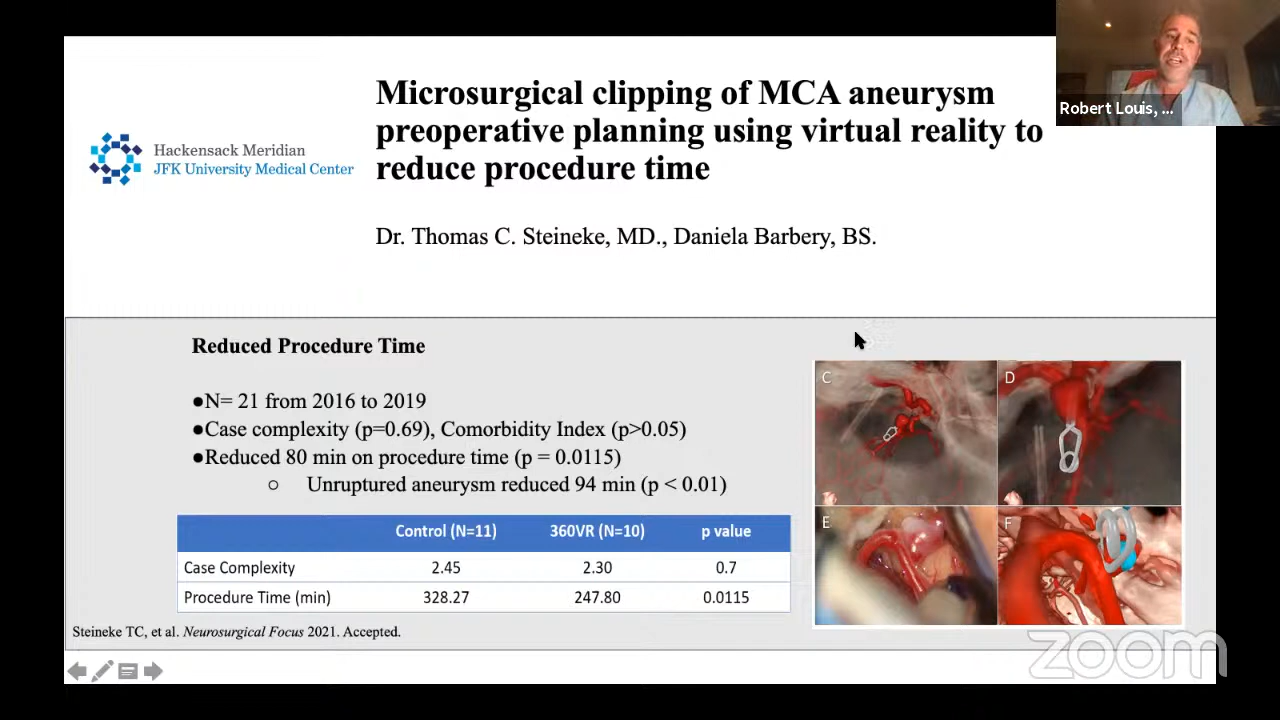 Robert Louis, ...
Microsurgical clipping of MCA aneurysm
preoperative planning using virtual reality to
reduce procedure time
Hackensack Meridian
JFK University Medical Center
Dr. Thomas C. Steineke, MD., Daniela Barbery, BS.
Reduced Procedure Time
●N= 21 from 2016 to 2019
●Case complexity (p=0.69), Comorbidity Index (p>0.05)
●Reduced 80 min on procedure time (p = 0.0115)
○ Unruptured aneurysm reduced 94 min (p < 0.01)
Control (N=11) 360VR (N=10) p value
Case Complexity 2.45 2.30 0.7
Procedure Time (min) 328.27 247.80 0.0115
Steineke TC, et al. Neurosurgical Focus 2021. Accepted.
C D
E F
zoom